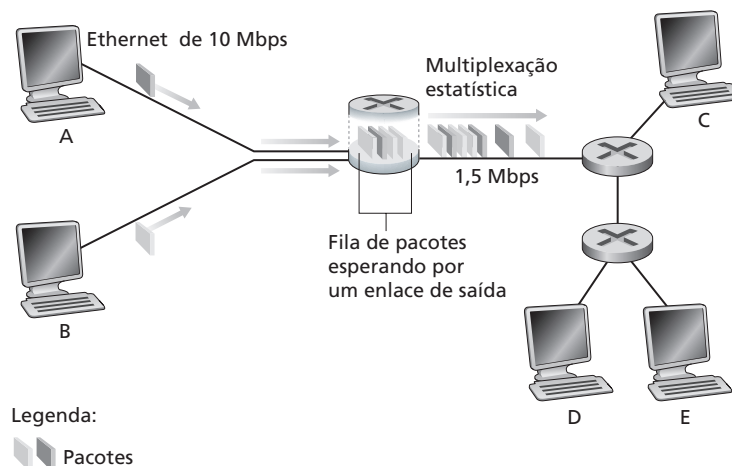 Ethernet de 10 Mbps
A
Multiplexação
estatística
C
1,5 Mbps
Fila de pacotes
esperando por
um enlace de saída
B
D
E
Legenda:
Pacotes